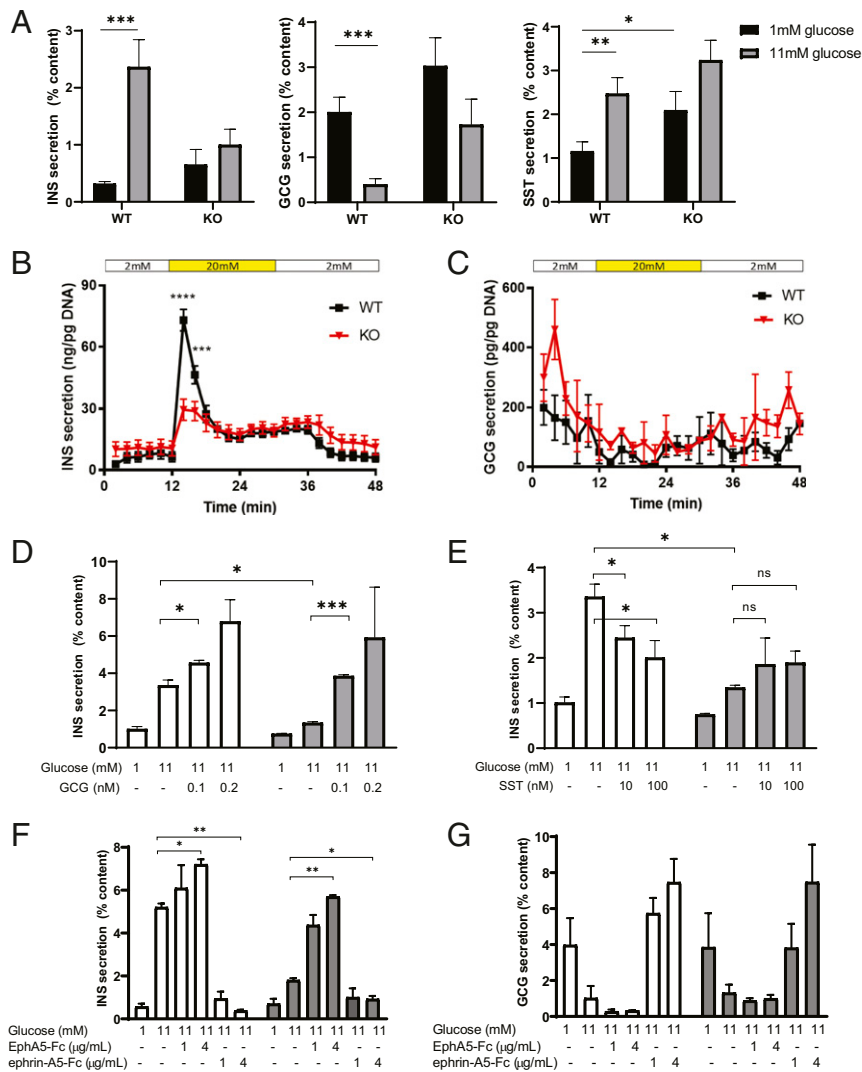 A
INS secretion (% content)
3
2
1
0
***
WT
KO
GCG secretion (% content)
4
3
2
1
0
***
WT
KO
SST secretion (% content)
4
3
2
1
0
*
**
WT
KO
1mM glucose
11mM glucose
B
2mM 20mM 2mM
INS secretion (ng/pg DNA)
90
60
30
0
****
***
WT
KO
0 12 24 36 48
Time (min)
C
2mM 20mM 2mM
GCG secretion (pg/pg DNA)
600
400
200
0
WT
KO
0 12 24 36 48
Time (min)
D
INS secretion (% content)
10
8
6
4
2
0
*
*
***
Glucose (mM) 1 11 11 11 1 11 11 11
GCG (nM) - - 0.1 0.2 - - 0.1 0.2
E
INS secretion (% content)
4
3
2
1
0
*
*
*
ns
ns
Glucose (mM) 1 11 11 11 1 11 11 11
SST (nM) - - 10 100 - - 10 100
F
INS secretion (% content)
8
6
4
2
0
**
*
*
**
Glucose (mM) 1 11 11 11 11 11 1 11 11 11 11 11
EphA5-Fc (μg/mL) - - 1 4 - - - - 1 4 - -
ephrin-A5-Fc (μg/mL) - - - - 1 4 - - - - 1 4
G
GCG secretion (% content)
10
8
6
4
2
0
Glucose (mM) 1 11 11 11 11 11 1 11 11 11 11 11
EphA5-Fc (μg/mL) - - 1 4 - - - - 1 4 - -
ephrin-A5-Fc (μg/mL) - - - - 1 4 - - - - 1 4